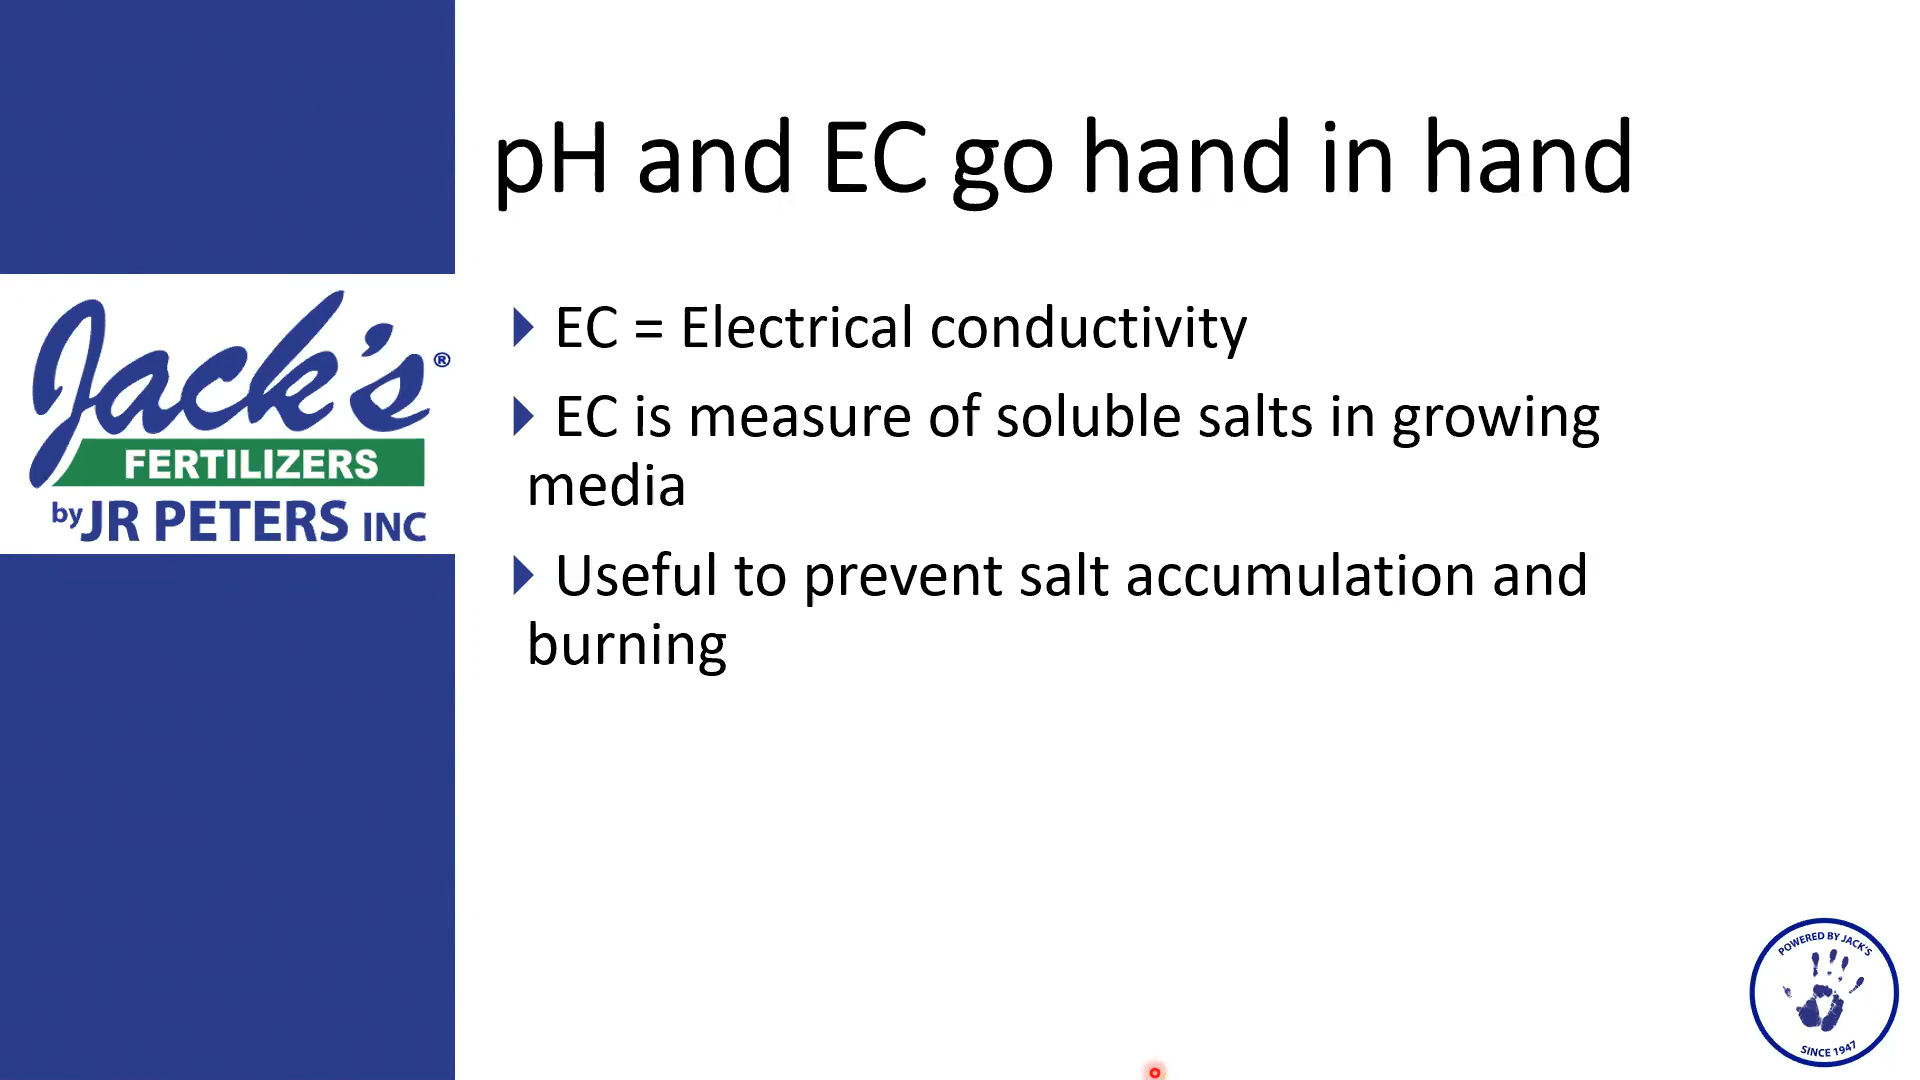 pH and EC go hand in hand
EC = Electrical conductivity
EC is measure of soluble salts in growing
media
Useful to prevent salt accumulation and
burning
Jack's®
FERTILIZERS
by JR PETERS INC
POWERED BY JACK'S
SINCE 1947